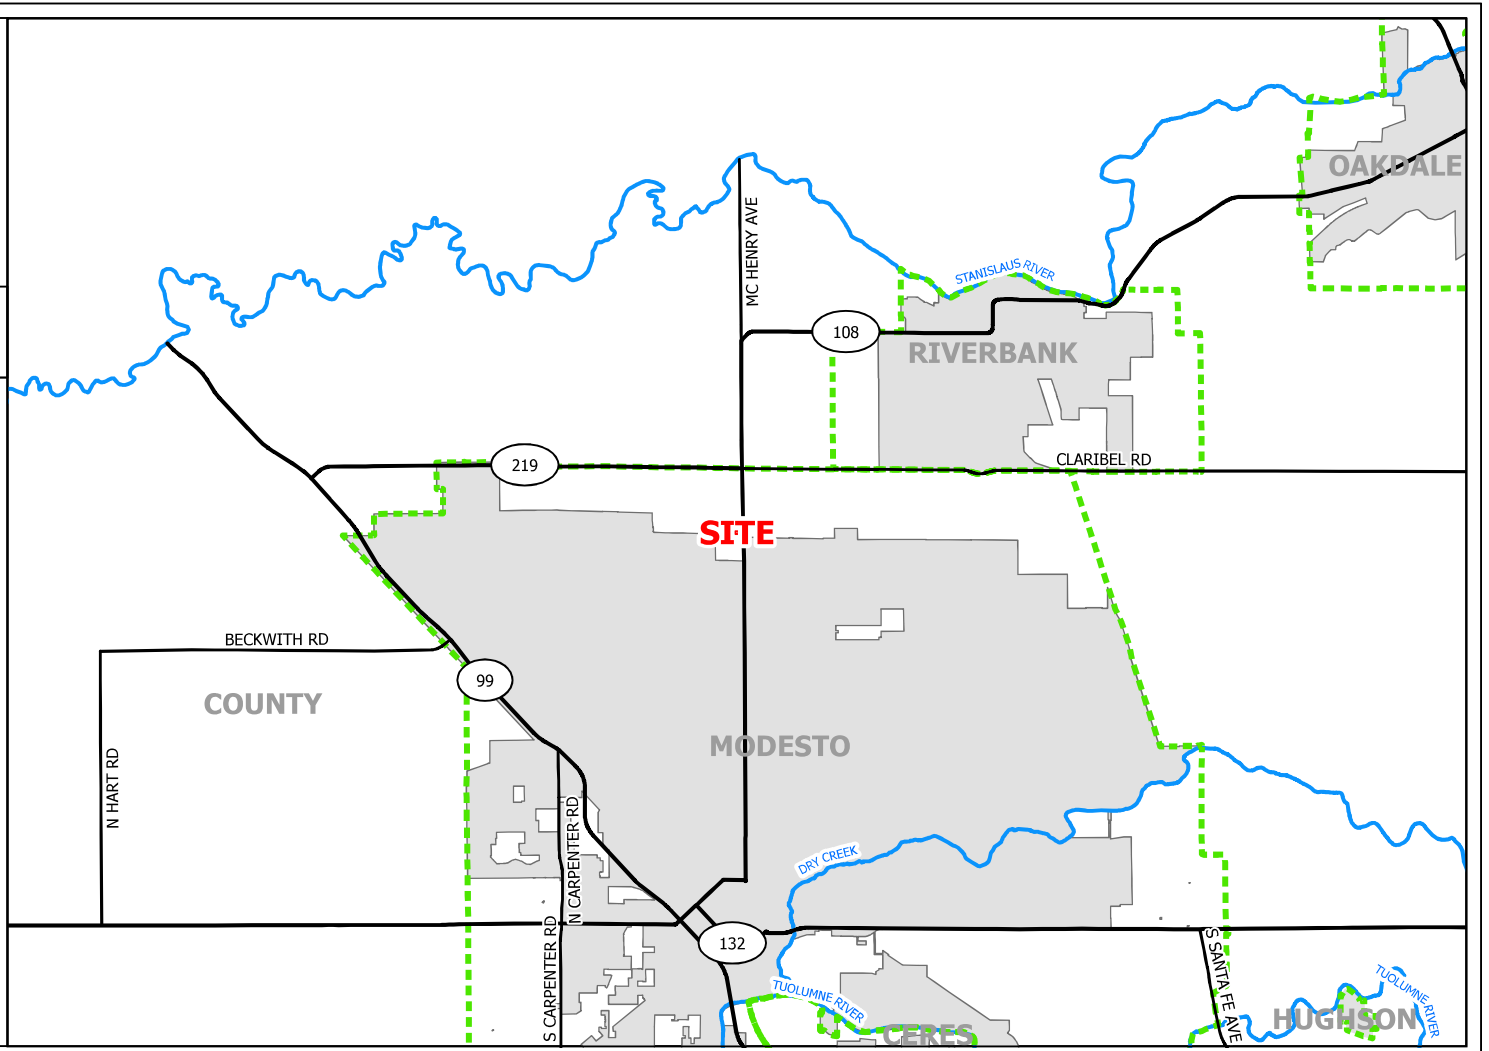 OAKDALE
MC HENRY AVE
STANISLAUS RIVER
108
RIVERBANK
219
CLARIBEL RD
SITE
BECKWITH RD
99
COUNTY
MODESTO
N HART RD
N CARPENTER RD
DRY CREEK
S CARPENTER RD
132
S SANTA FE AVE
TUOLUMNE RIVER
TUOLUMNE RIVER
HUGHSON
CERES